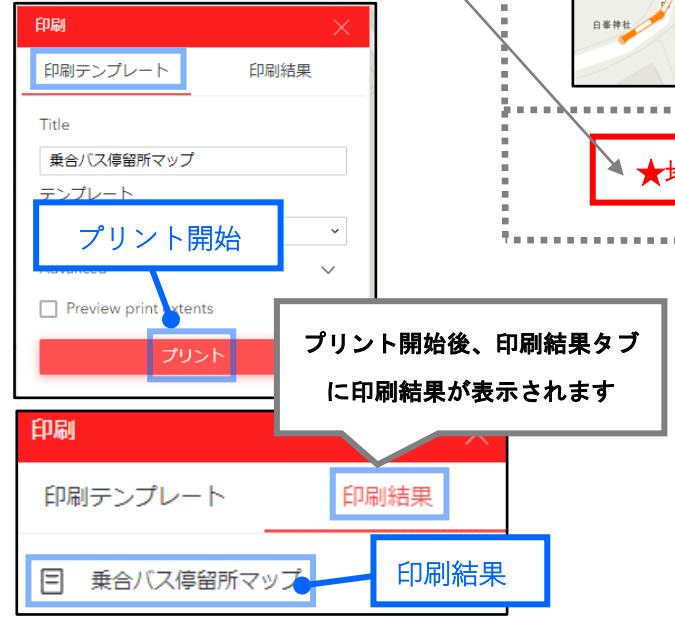 印刷
印刷テンプレート
印刷結果
Title
乗合バス停留所マップ
テンプレート
プリント開始
Preview print extents
プリント
白峯神社
プリント開始後、印刷結果タブ
に印刷結果が表示されます
印刷
印刷テンプレート
印刷結果
乗合バス停留所マップ
印刷結果